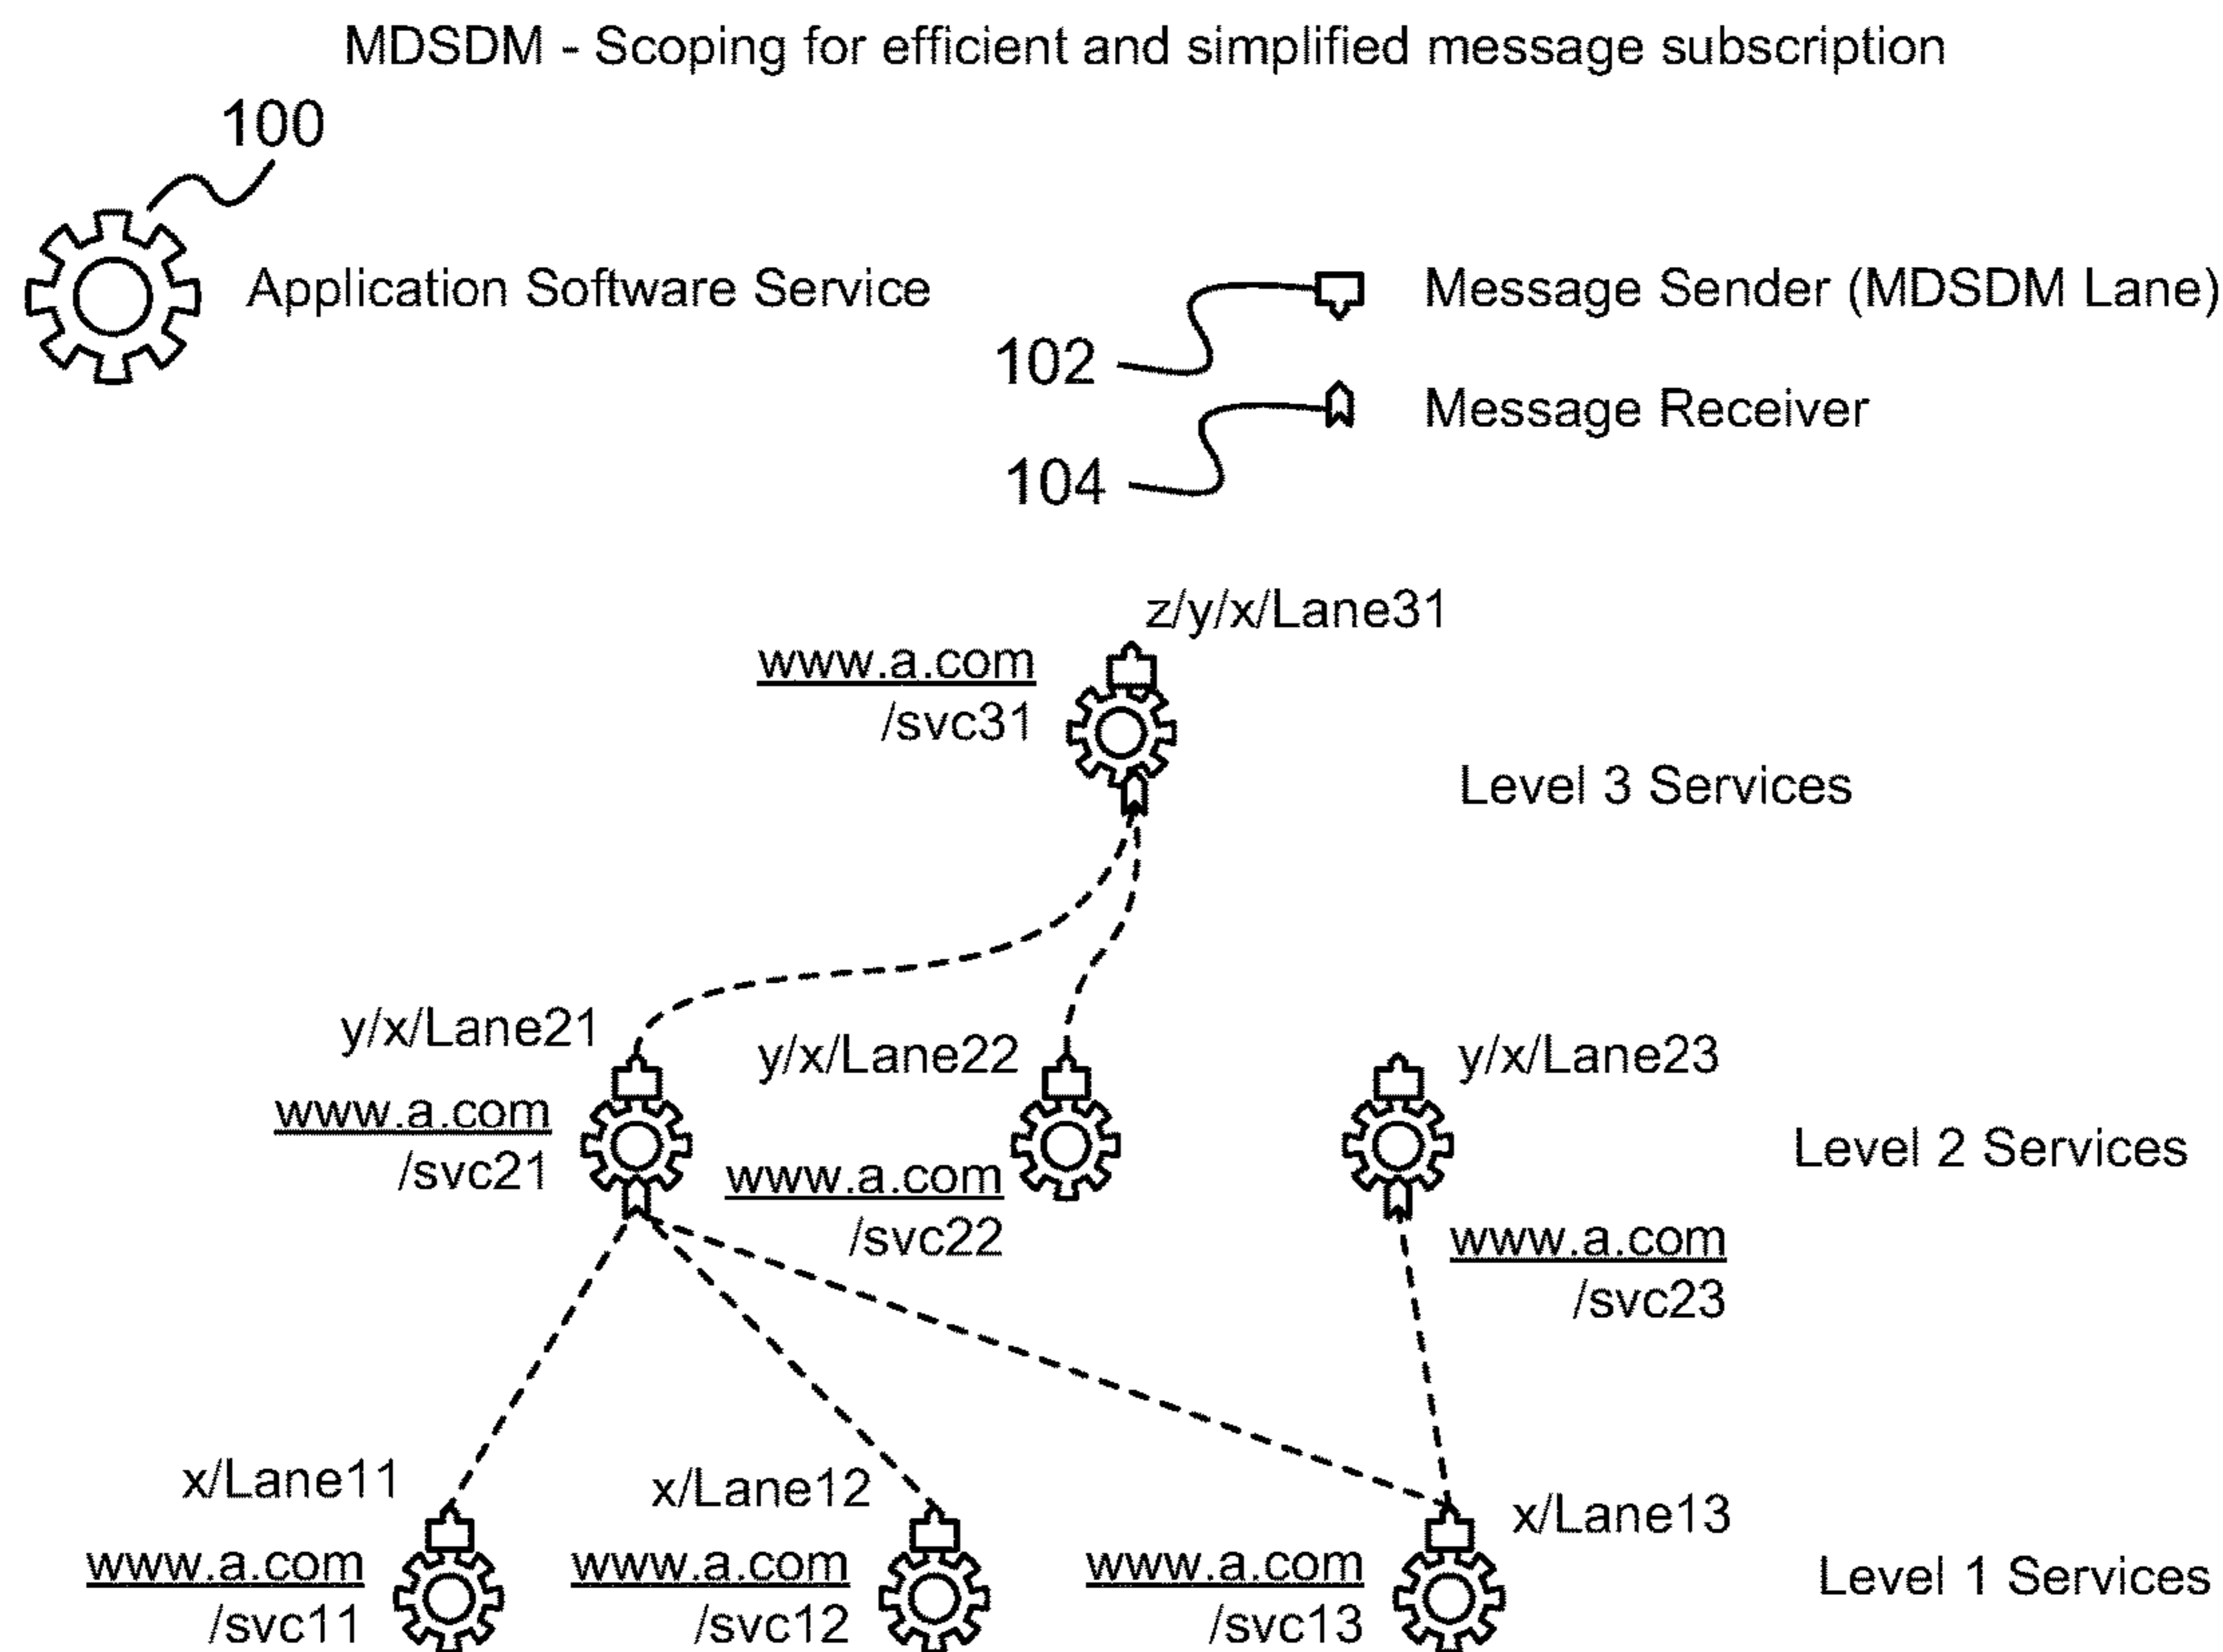 MDSDM - Scoping for efficient and simplified message subscription
100
Application Software Service
Message Sender (MDSDM Lane)
102
Message Receiver
104
z/y/x/Lane31
www.a.com
/svc31
Level 3 Services
y/x/Lane21
y/x/Lane22
y/x/Lane23
www.a.com
/svc21
www.a.com
/svc22
Level 2 Services
www.a.com
/svc23
x/Lane11
x/Lane12
x/Lane13
www.a.com
/svc11
www.a.com
/svc12
www.a.com
/svc13
Level 1 Services